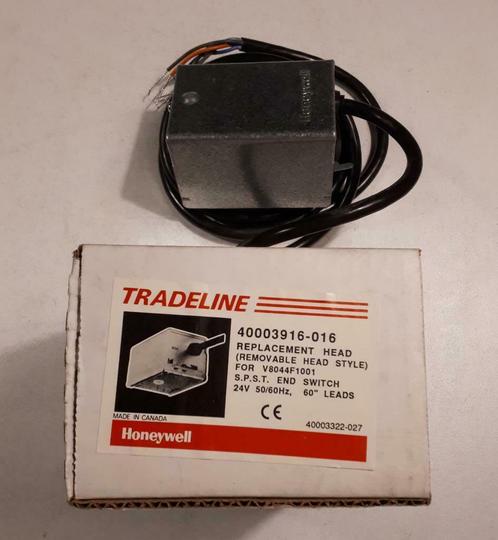 Honeywell
TRADELINE
40003916-016
REPLACEMENT HEAD
(REMOVABLE HEAD STYLE)
FOR V8044F1001
S.P.S.T. END SWITCH
24V 50/60Hz, 60" LEADS
CE
MADE IN CANADA
40003322-027
Honeywell